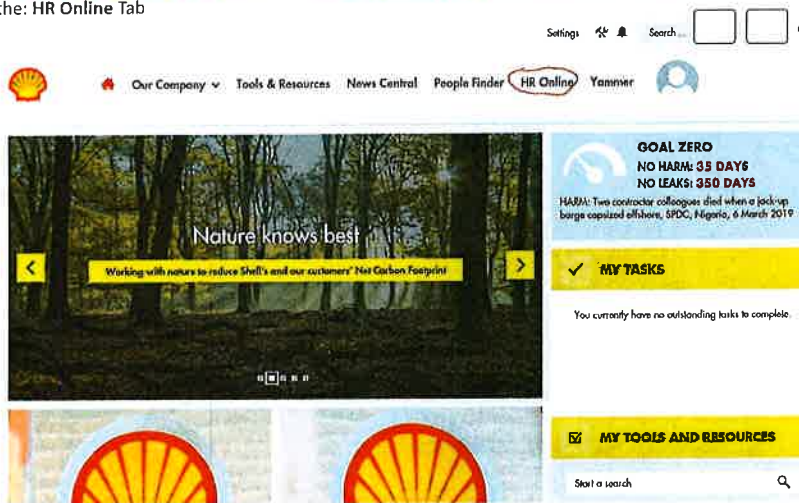 the: HR Online Tab
Settings
Search...
Our Company
Tools & Resources
News Central
People Finder
HR Online
Yammer
Nature knows best
Working with nature to reduce Shell's and our customers' Net Carbon Footprint
GOAL ZERO
NO HARM: 35 DAYS
NO LEAKS: 350 DAYS
HARM: Two contractor colleagues died when a jack-up
barge capsized offshore, SPDC, Nigeria, 6 March 2019
MY TASKS
You currently have no outstanding tasks to complete.
MY TOOLS AND RESOURCES
Start a search